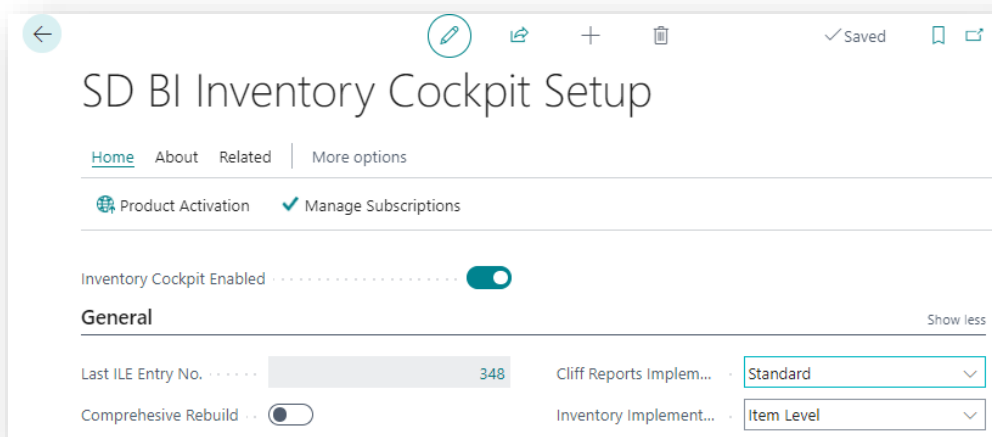 Saved
SD BI Inventory Cockpit Setup
Home About Related More options
Product Activation Manage Subscriptions
Inventory Cockpit Enabled
General Show less
Last ILE Entry No. 348 Cliff Reports Implem... Standard
Comprehesive Rebuild Inventory Implement... Item Level